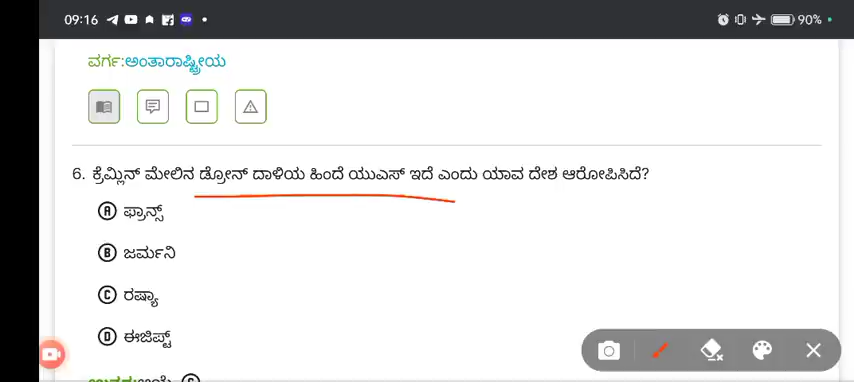 09:16
90%
ವರ್ಗ:ಅಂತಾರಾಷ್ಟ್ರೀಯ
6. ಕ್ರೆಮ್ಲಿನ್ ಮೇಲಿನ ಡ್ರೋನ್ ದಾಳಿಯ ಹಿಂದೆ ಯುಎಸ್ ಇದೆ ಎಂದು ಯಾವ ದೇಶ ಆರೋಪಿಸಿದೆ?
A ಫ್ರಾನ್ಸ್
B ಜರ್ಮನಿ
C ರಷ್ಯಾ
D ಈಜಿಪ್ಟ್